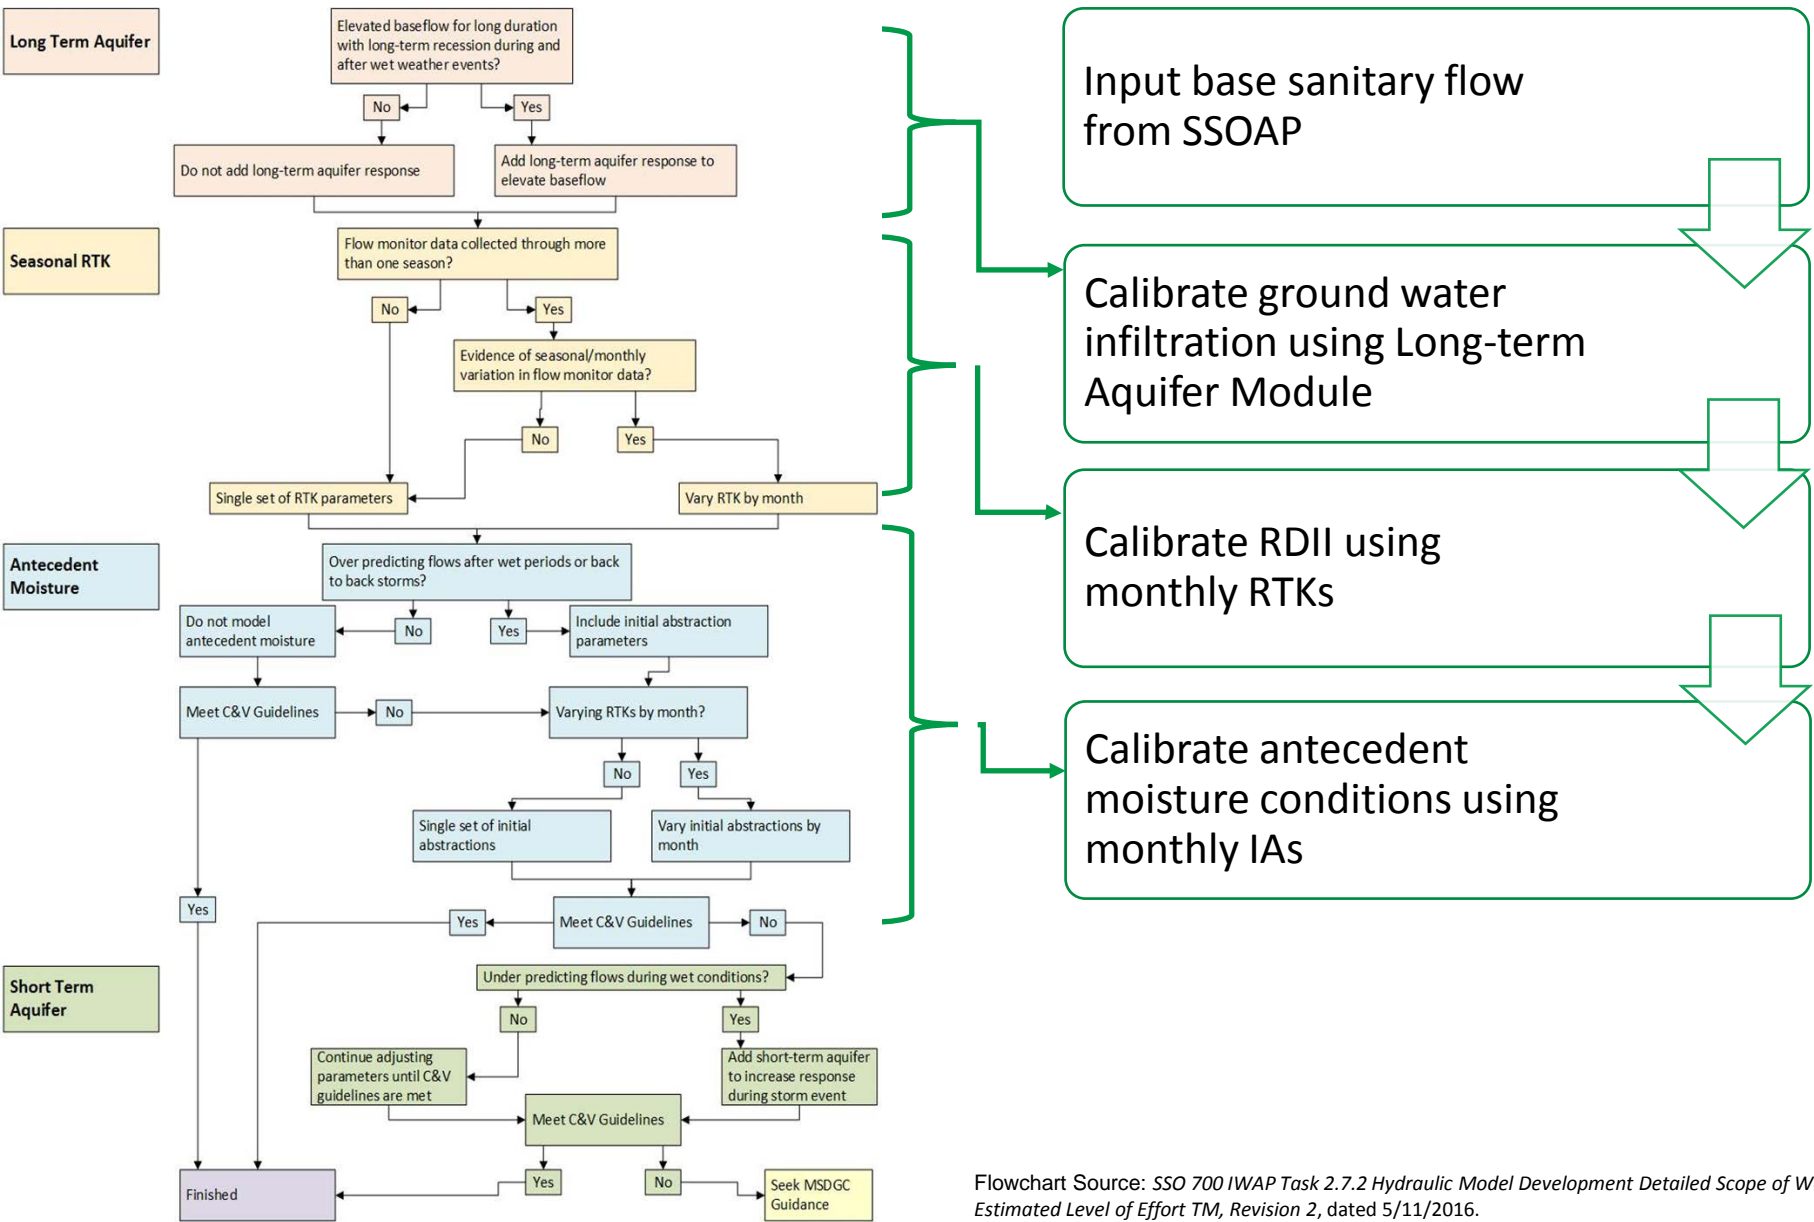 Long Term Aquifer
Elevated baseflow for long duration
with long-term recession during and
after wet weather events?
No
Yes
Do not add long-term aquifer response
Add long-term aquifer response to
elevate baseflow
Seasonal RTK
Flow monitor data collected through more
than one season?
No
Yes
Evidence of seasonal/monthly
variation in flow monitor data?
No
Yes
Single set of RTK parameters
Vary RTK by month
Antecedent
Moisture
Over predicting flows after wet periods or back
to back storms?
Do not model
antecedent moisture
No
Yes
Include initial abstraction
parameters
Meet C&V Guidelines
No
Varying RTKs by month?
No
Yes
Single set of initial
abstractions
Vary initial abstractions by
month
Yes
Yes
Meet C&V Guidelines
No
Short Term
Aquifer
Under predicting flows during wet conditions?
No
Yes
Continue adjusting
parameters until C&V
guidelines are met
Add short-term aquifer
to increase response
during storm event
Meet C&V Guidelines
Yes
No
Finished
Seek MSDGC
Guidance
Input base sanitary flow
from SSOAP
Calibrate ground water
infiltration using Long-term
Aquifer Module
Calibrate RDII using
monthly RTKs
Calibrate antecedent
moisture conditions using
monthly IAs
Flowchart Source: SSO 700 IWAP Task 2.7.2 Hydraulic Model Development Detailed Scope of W
Estimated Level of Effort TM, Revision 2, dated 5/11/2016.